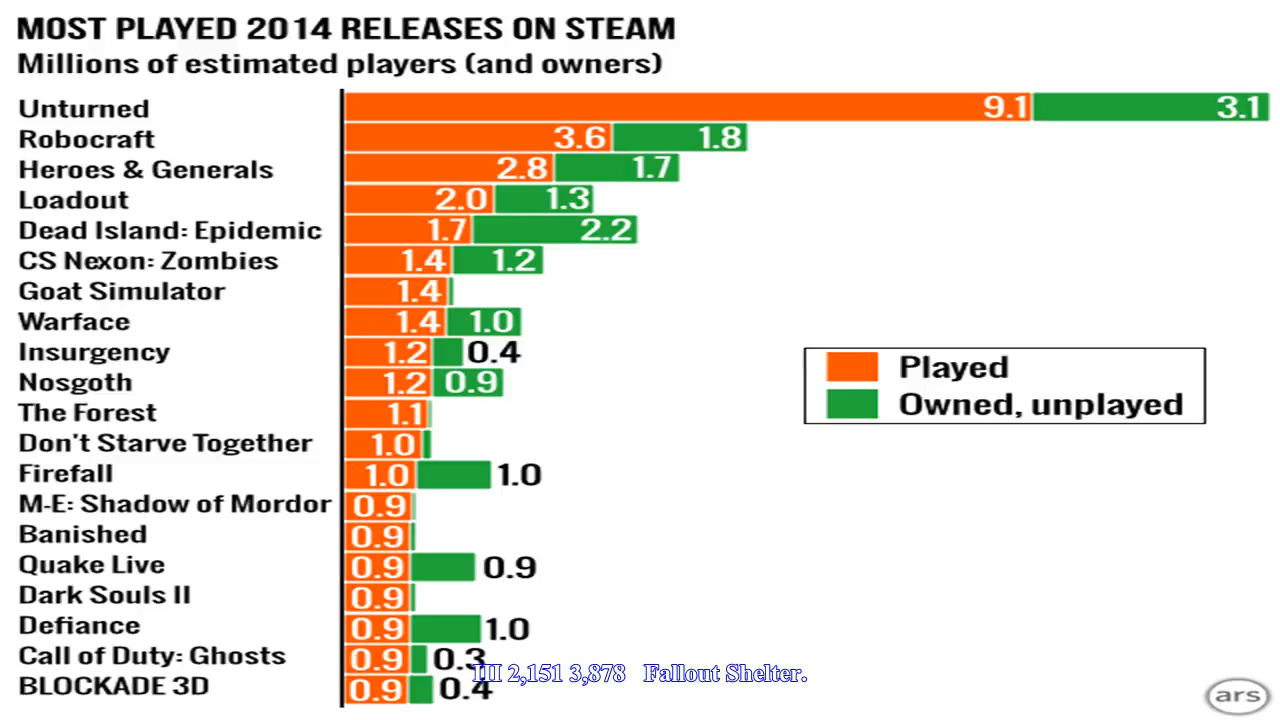 MOST PLAYED 2014 RELEASES ON STEAM
Millions of estimated players (and owners)
Unturned 9.1 3.1
Robocraft 3.6 1.8
Heroes & Generals 2.8 1.7
Loadout 2.0 1.3
Dead Island: Epidemic 1.7 2.2
CS Nexon: Zombies 1.4 1.2
Goat Simulator 1.4
Warface 1.4 1.0
Insurgency 1.2 0.4
Played
Nosgoth 1.2 0.9
Owned, unplayed
The Forest 1.1
Don't Starve Together 1.0
Firefall 1.0 1.0
M-E: Shadow of Mordor 0.9
Banished 0.9
Quake Live 0.9 0.9
Dark Souls II 0.9
Defiance 0.9 1.0
Call of Duty: Ghosts 0.9 0.3
III 2,151 3,878 Fallout Shelter.
BLOCKADE 3D 0.9 0.4
ars